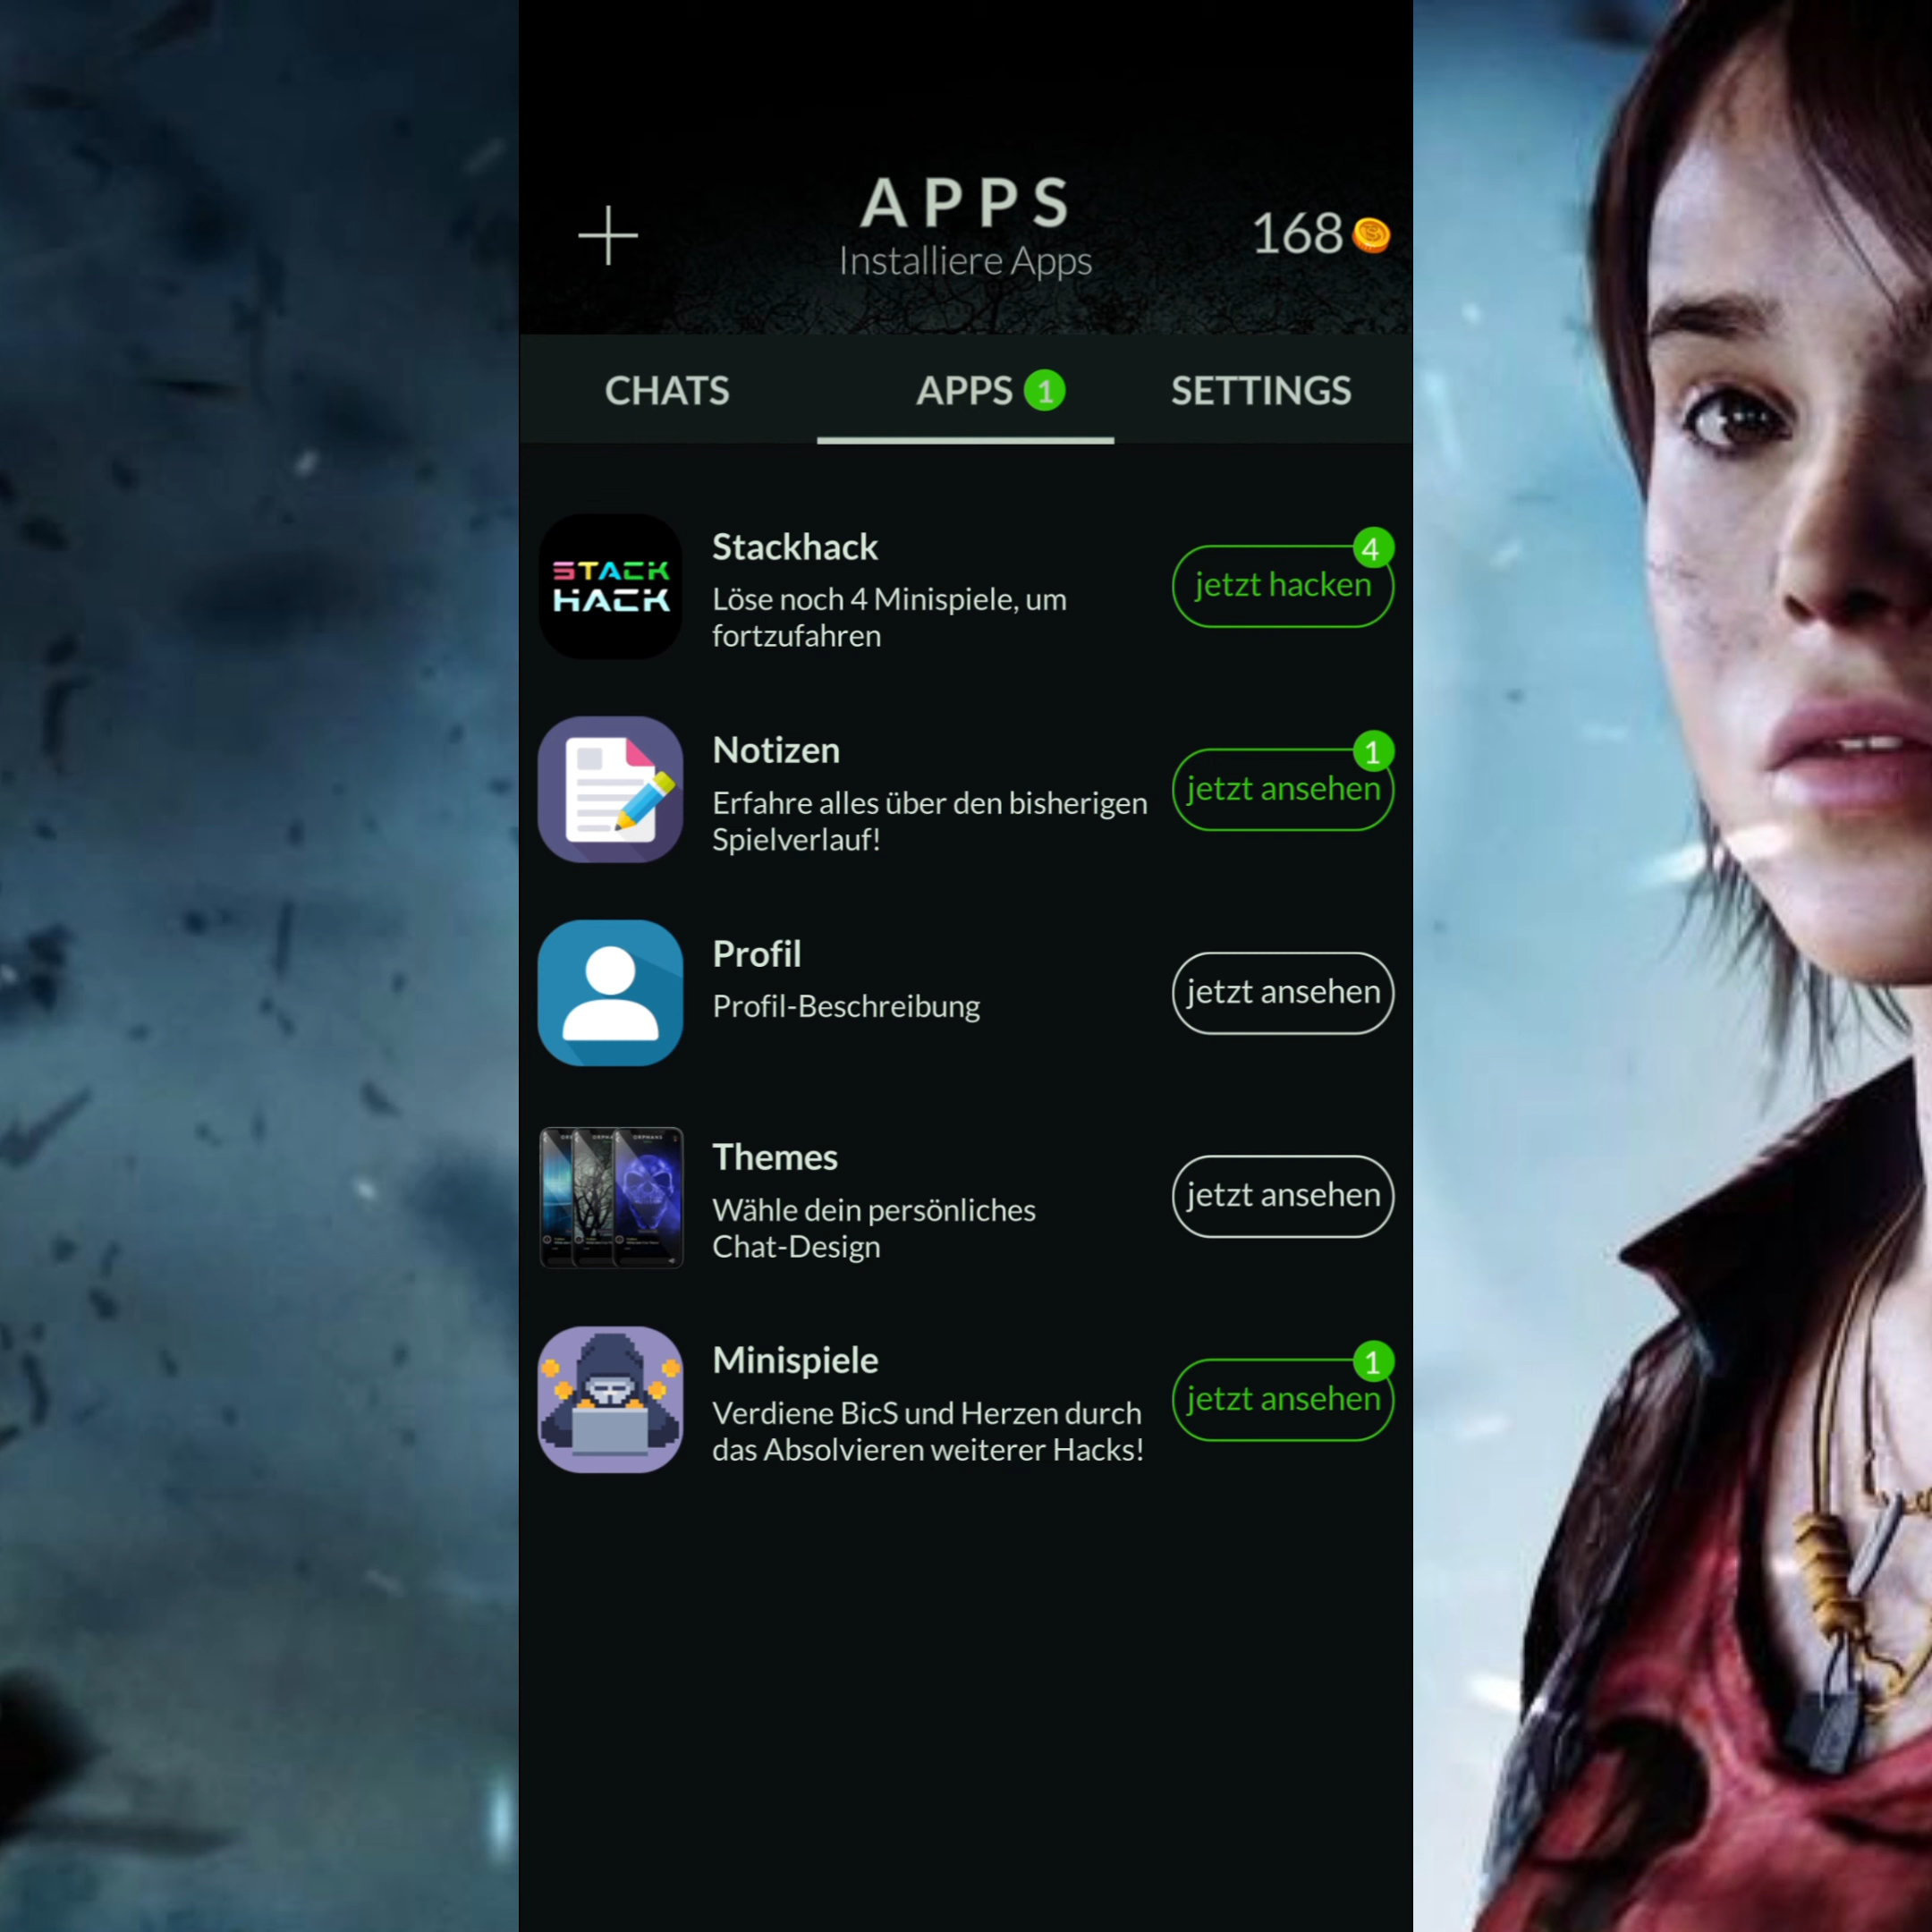 APPS
Installiere Apps
168
CHATS
APPS 1
SETTINGS
STACK
HACK
Stackhack
Löse noch 4 Minispiele, um
fortzufahren
4
jetzt hacken
Notizen
Erfahre alles über den bisherigen
Spielverlauf!
1
jetzt ansehen
Profil
Profil-Beschreibung
jetzt ansehen
Themes
Wähle dein persönliches
Chat-Design
jetzt ansehen
Minispiele
Verdiene BicS und Herzen durch
das Absolvieren weiterer Hacks!
1
jetzt ansehen